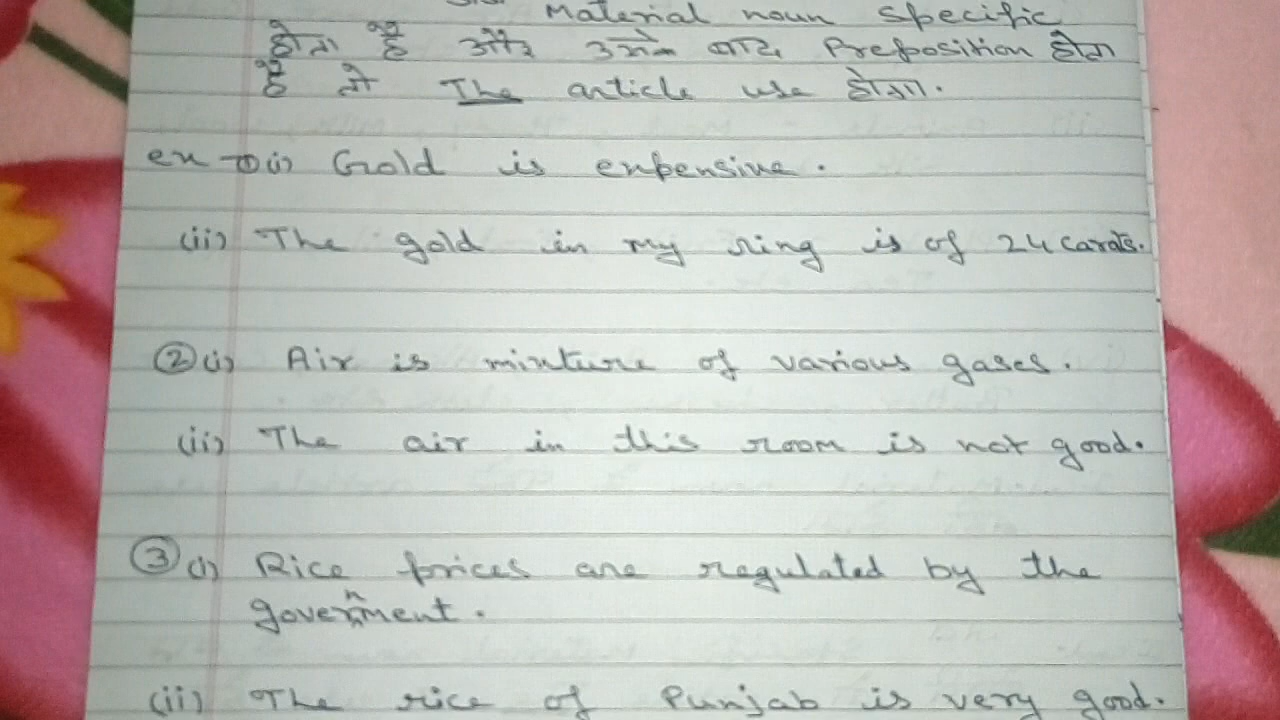 Material noun specific
होता है और उसके बाद Preposition होता
है तो The article use होगा.
ex → ① (i) Gold is expensive.
(ii) The gold in my ring is of 24 carats.
② (i) Air is mixture of various gases.
(ii) The air in this room is not good.
③ (i) Rice prices are regulated by the
government.
(ii) The rice of Punjab is very good.